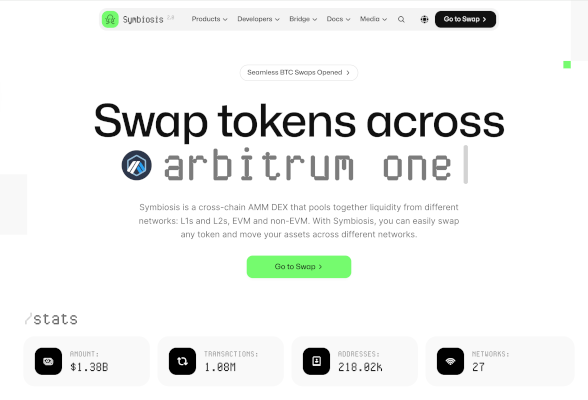 Symbiosis
Products
Developers
Bridge
Docs
Media
Go to Swap
Seamless BTC Swaps Opened
Swap tokens across
arbitrum one
Symbiosis is a cross-chain AMM DEX that pools together liquidity from different
networks: L1s and L2s, EVM and non-EVM. With Symbiosis, you can easily swap
any token and move your assets across different networks.
Go to Swap
/stats
AMOUNT:
$1.38B
TRANSACTIONS:
1.08M
ADDRESSES:
218.02k
NETWORKS:
27